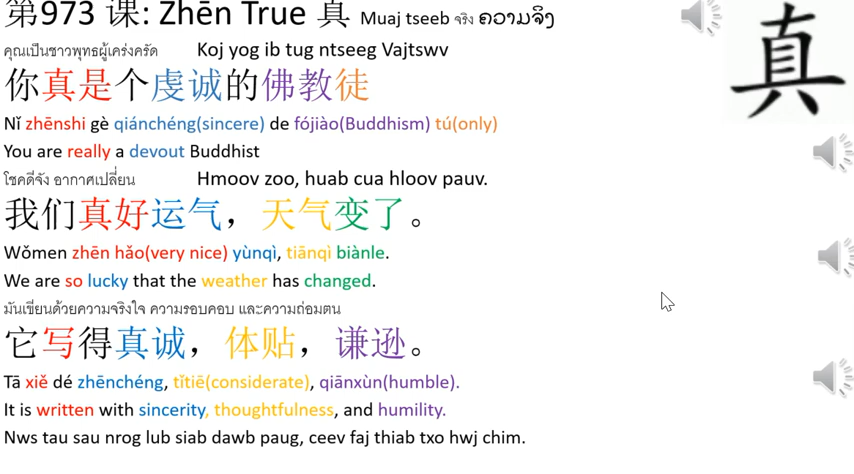 第973 课: Zhēn True 真 Muaj tseeb จริง ຄວາມຈິງ
真
คุณเป็นชาวพุทธผู้เคร่งครัด Koj yog ib tug ntseeg Vajtswv
你真是个虔诚的佛教徒
Nǐ zhēnshi gè qiánchéng(sincere) de fójiào(Buddhism) tú(only)
You are really a devout Buddhist
โชคดีจัง อากาศเปลี่ยน Hmoov zoo, huab cua hloov pauv.
我们真好运气，天气变了。
Wǒmen zhēn hǎo(very nice) yùnqì, tiānqì biànle.
We are so lucky that the weather has changed.
มันเขียนด้วยความจริงใจ ความรอบคอบ และความถ่อมตน
它写得真诚，体贴，谦逊。
Tā xiě dé zhēnchéng, tǐtiē(considerate), qiānxùn(humble).
It is written with sincerity, thoughtfulness, and humility.
Nws tau sau nrog lub siab dawb paug, ceev faj thiab txo hwj chim.